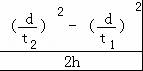 (d/t₂)² − (d/t₁)²
2h